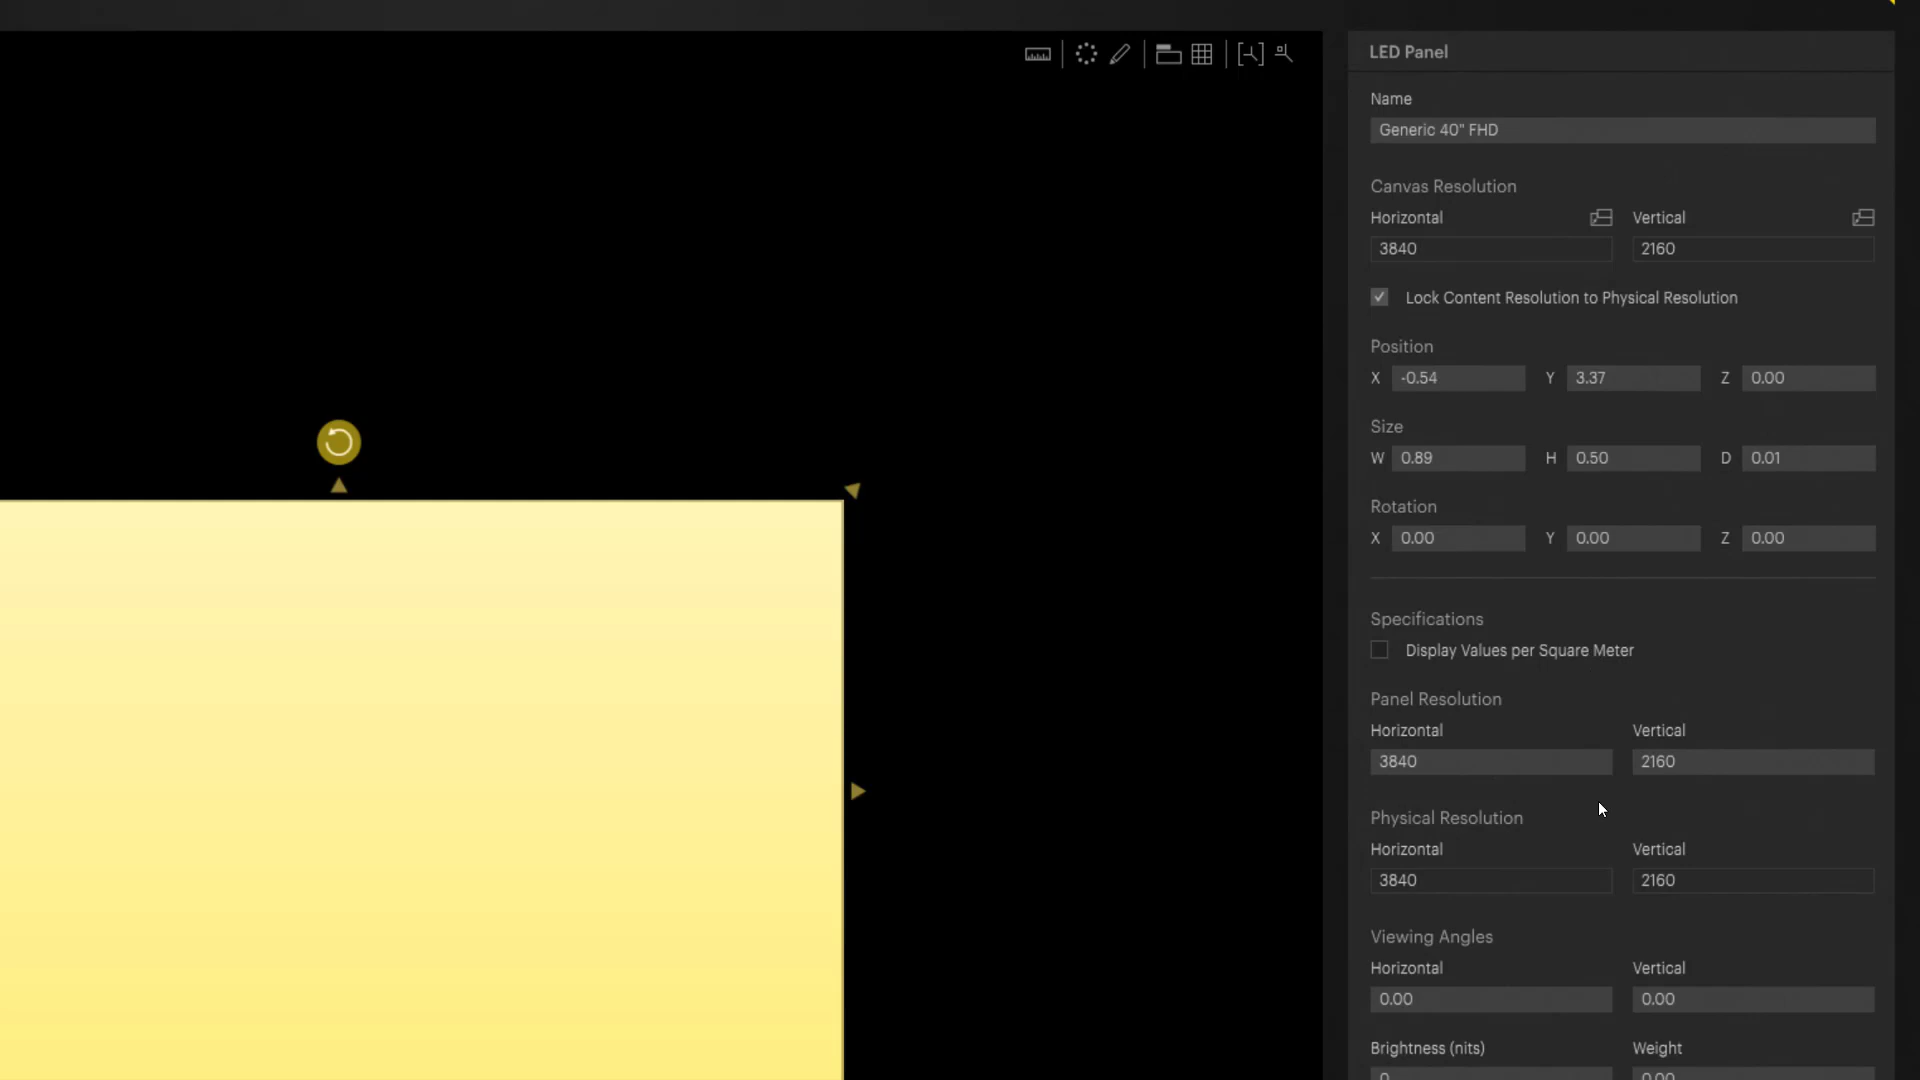 LED Panel
Name
Generic 40" FHD
Canvas Resolution
Horizontal Vertical
3840 2160
Lock Content Resolution to Physical Resolution
Position
X -0.54 Y 3.37 Z 0.00
Size
W 0.89 H 0.50 D 0.01
Rotation
X 0.00 Y 0.00 Z 0.00
Specifications
Display Values per Square Meter
Panel Resolution
Horizontal Vertical
3840 2160
Physical Resolution
Horizontal Vertical
3840 2160
Viewing Angles
Horizontal Vertical
0.00 0.00
Brightness (nits) Weight
0 0.00